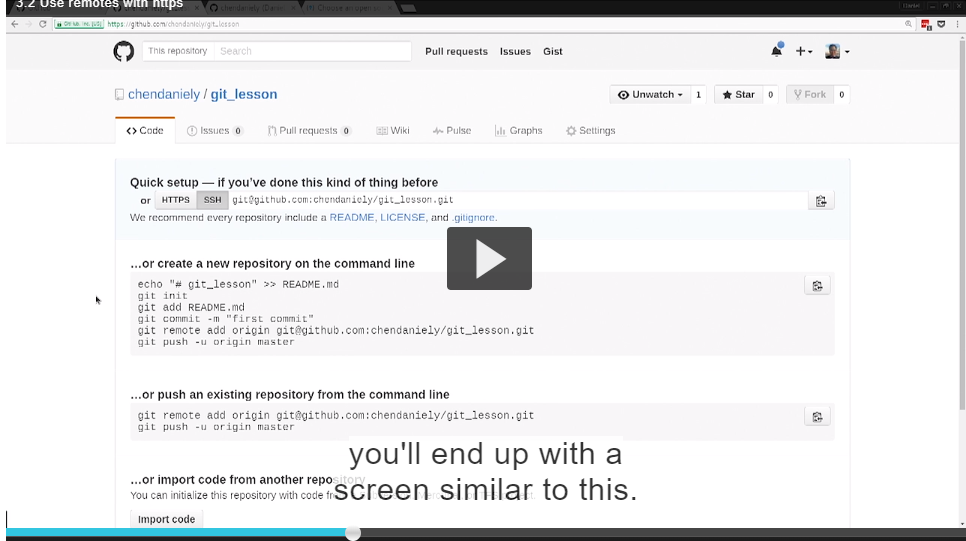 3.2 Use remotes with https
https://github.com/chendaniely/git_lesson
This repository Search Pull requests Issues Gist
chendaniely / git_lesson Unwatch 1 Star 0 Fork 0
Code Issues 0 Pull requests 0 Wiki Pulse Graphs Settings
Quick setup — if you've done this kind of thing before
or HTTPS SSH git@github.com:chendaniely/git_lesson.git
We recommend every repository include a README, LICENSE, and .gitignore.
…or create a new repository on the command line
echo "# git_lesson" >> README.md
git init
git add README.md
git commit -m "first commit"
git remote add origin git@github.com:chendaniely/git_lesson.git
git push -u origin master
…or push an existing repository from the command line
git remote add origin git@github.com:chendaniely/git_lesson.git
git push -u origin master
you'll end up with a
…or import code from another repository
screen similar to this.
You can initialize this repository with code
Import code